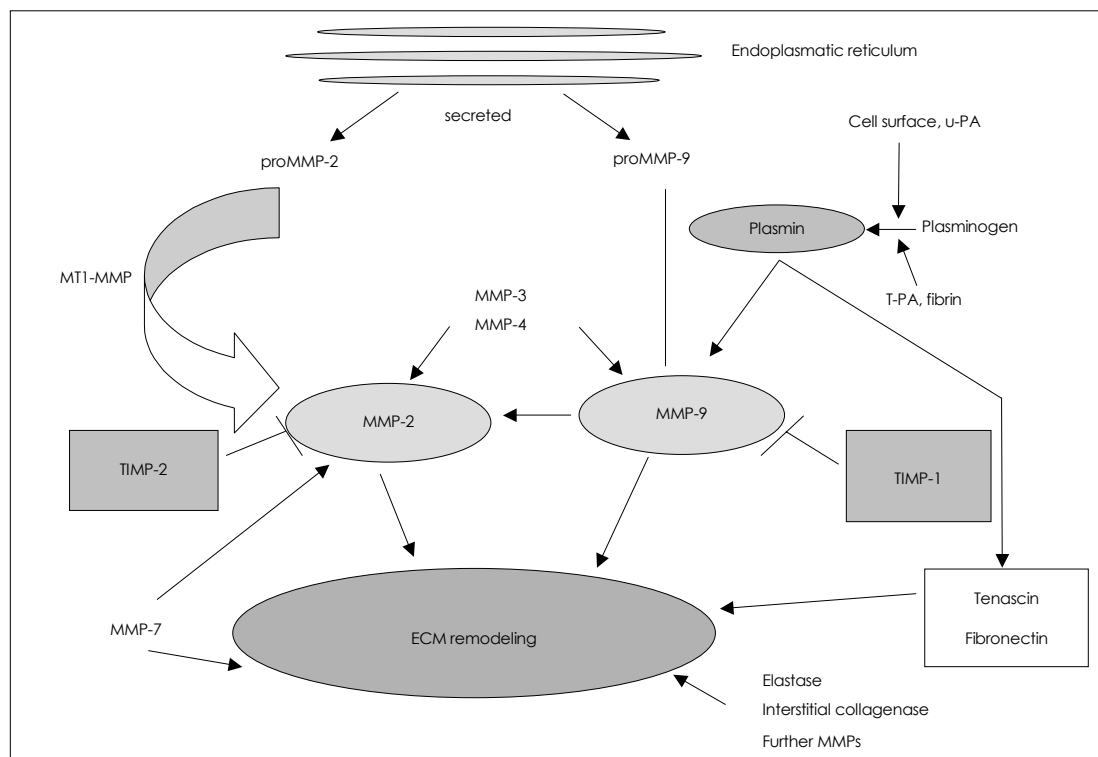 Endoplasmatic reticulum
secreted
Cell surface, u-PA
proMMP-2
proMMP-9
Plasmin
Plasminogen
MT1-MMP
T-PA, fibrin
MMP-3
MMP-4
MMP-2
MMP-9
TIMP-2
TIMP-1
Tenascin
Fibronectin
MMP-7
ECM remodeling
Elastase
Interstitial collagenase
Further MMPs